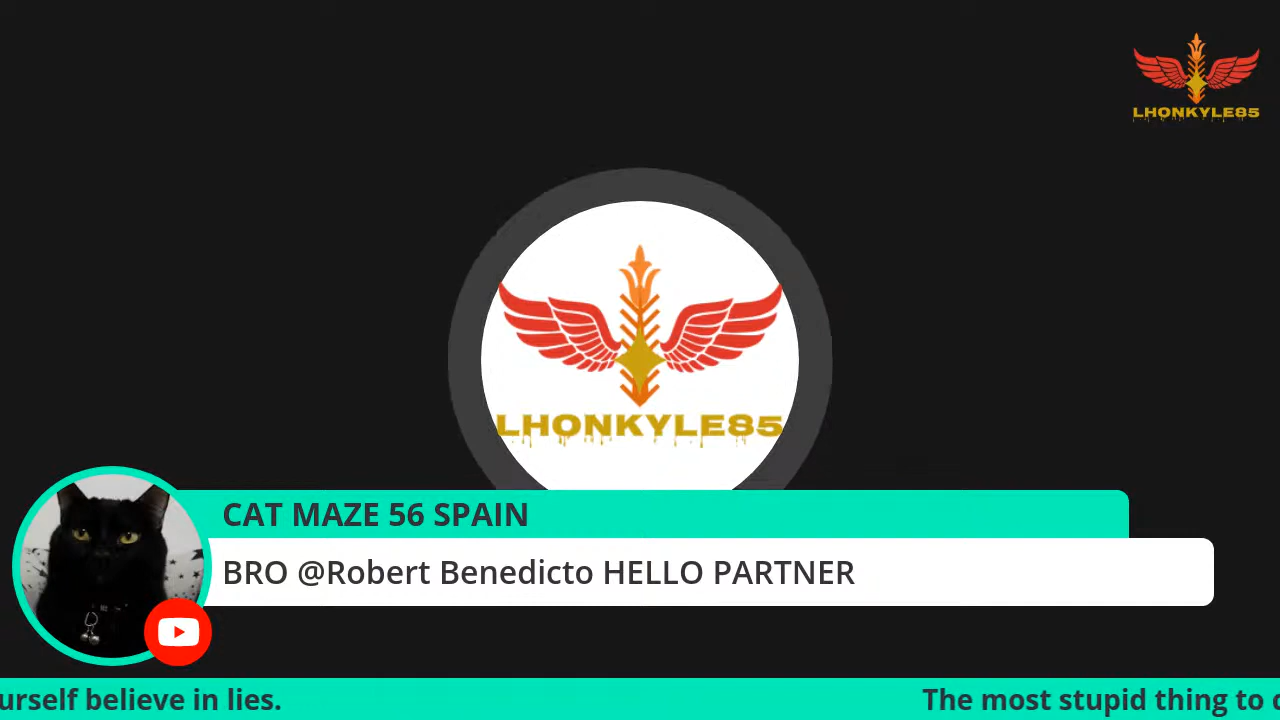 LHONKYLE85
LHONKYLE85
CAT MAZE 56 SPAIN
BRO @Robert Benedicto HELLO PARTNER
urself believe in lies. The most stupid thing to